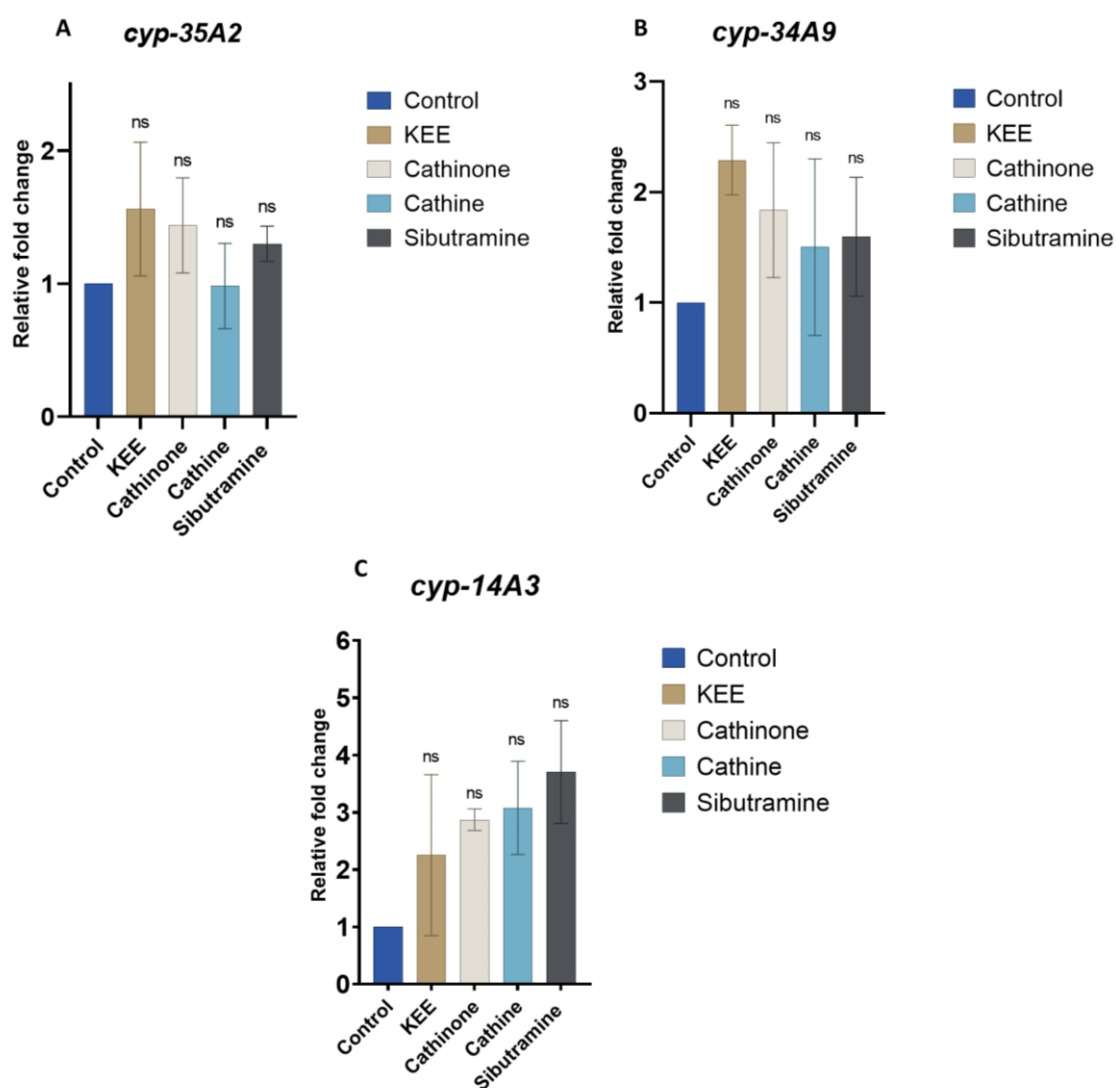 A
cyp-35A2
Relative fold change
2
1
0
ns
ns
ns
ns
Control
KEE
Cathinone
Cathine
Sibutramine
Control
KEE
Cathinone
Cathine
Sibutramine
B
cyp-34A9
Relative fold change
3
2
1
0
ns
ns
ns
ns
Control
KEE
Cathinone
Cathine
Sibutramine
Control
KEE
Cathinone
Cathine
Sibutramine
C
cyp-14A3
Relative fold change
6
5
4
3
2
1
0
ns
ns
ns
ns
Control
KEE
Cathinone
Cathine
Sibutramine
Control
KEE
Cathinone
Cathine
Sibutramine